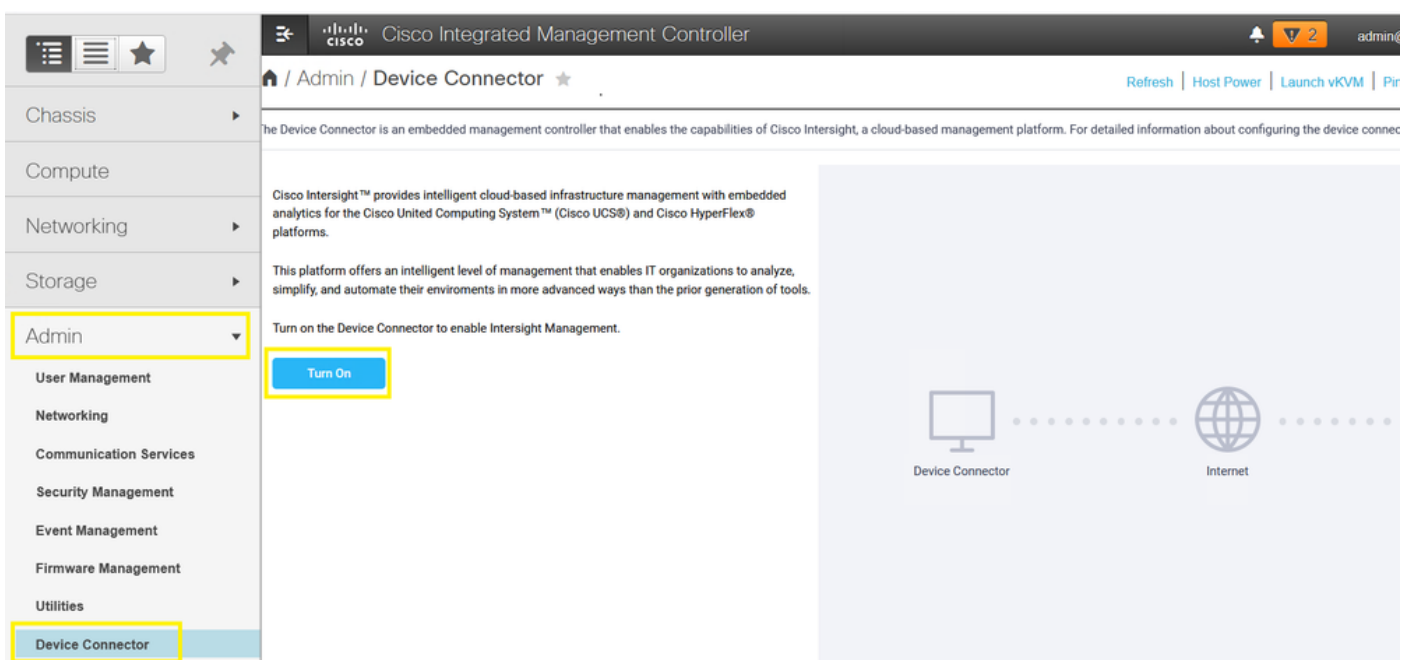 cisco
Cisco Integrated Management Controller
2
admin@
/ Admin / Device Connector
Refresh | Host Power | Launch vKVM | Pin
Chassis
Compute
Networking
Storage
Admin
User Management
Networking
Communication Services
Security Management
Event Management
Firmware Management
Utilities
Device Connector
he Device Connector is an embedded management controller that enables the capabilities of Cisco Intersight, a cloud-based management platform. For detailed information about configuring the device connec
Cisco Intersight™ provides intelligent cloud-based infrastructure management with embedded
analytics for the Cisco United Computing System™ (Cisco UCS®) and Cisco HyperFlex®
platforms.
This platform offers an intelligent level of management that enables IT organizations to analyze,
simplify, and automate their enviroments in more advanced ways than the prior generation of tools.
Turn on the Device Connector to enable Intersight Management.
Turn On
Device Connector
Internet